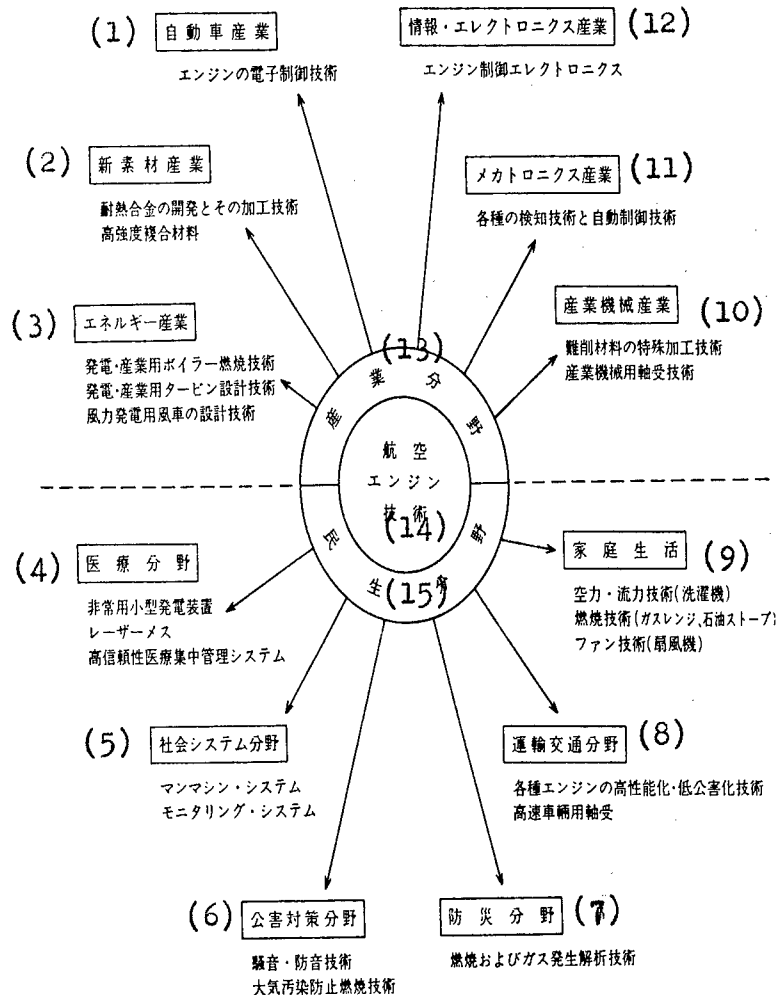 (1) 自動車産業
エンジンの電子制御技術
情報・エレクトロニクス産業 (12)
エンジン制御エレクトロニクス
(2) 新素材産業
耐熱合金の開発とその加工技術
高強度複合材料
メカトロニクス産業 (11)
各種の検知技術と自動制御技術
(3) エネルギー産業
発電・産業用ボイラー燃焼技術
発電・産業用タービン設計技術
風力発電用風車の設計技術
産業機械産業 (10)
難削材料の特殊加工技術
産業機械用軸受技術
(13)
産業分野
航空
エンジン
技術
(14)
民生分野
(15)
(4) 医療分野
非常用小型発電装置
レーザーメス
高信頼性医療集中管理システム
家庭生活 (9)
空力・流力技術(洗濯機)
燃焼技術(ガスレンジ、石油ストーブ)
ファン技術(扇風機)
(5) 社会システム分野
マンマシン・システム
モニタリング・システム
運輸交通分野 (8)
各種エンジンの高性能化・低公害化技術
高速車輌用軸受
(6) 公害対策分野
騒音・防音技術
大気汚染防止燃焼技術
防災分野 (7)
燃焼およびガス発生解析技術